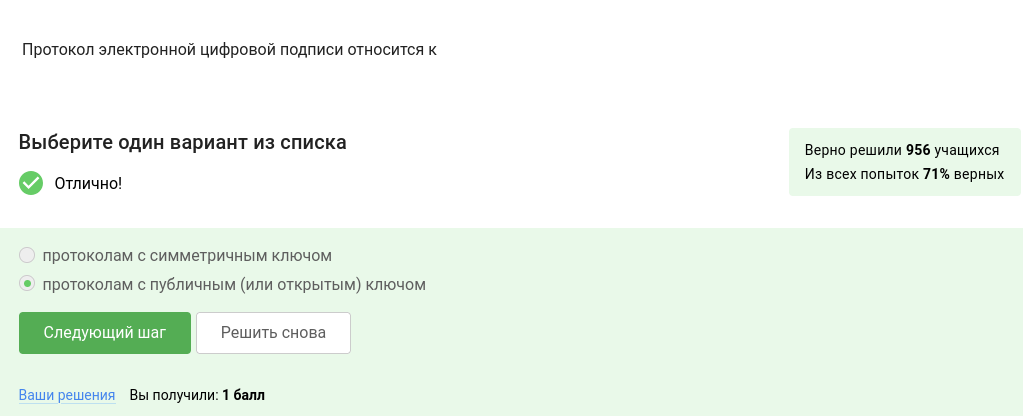 Протокол электронной цифровой подписи относится к
Выберите один вариант из списка
Верно решили 956 учащихся
Из всех попыток 71% верных
Отлично!
протоколам с симметричным ключом
протоколам с публичным (или открытым) ключом
Следующий шаг
Решить снова
Ваши решения Вы получили: 1 балл